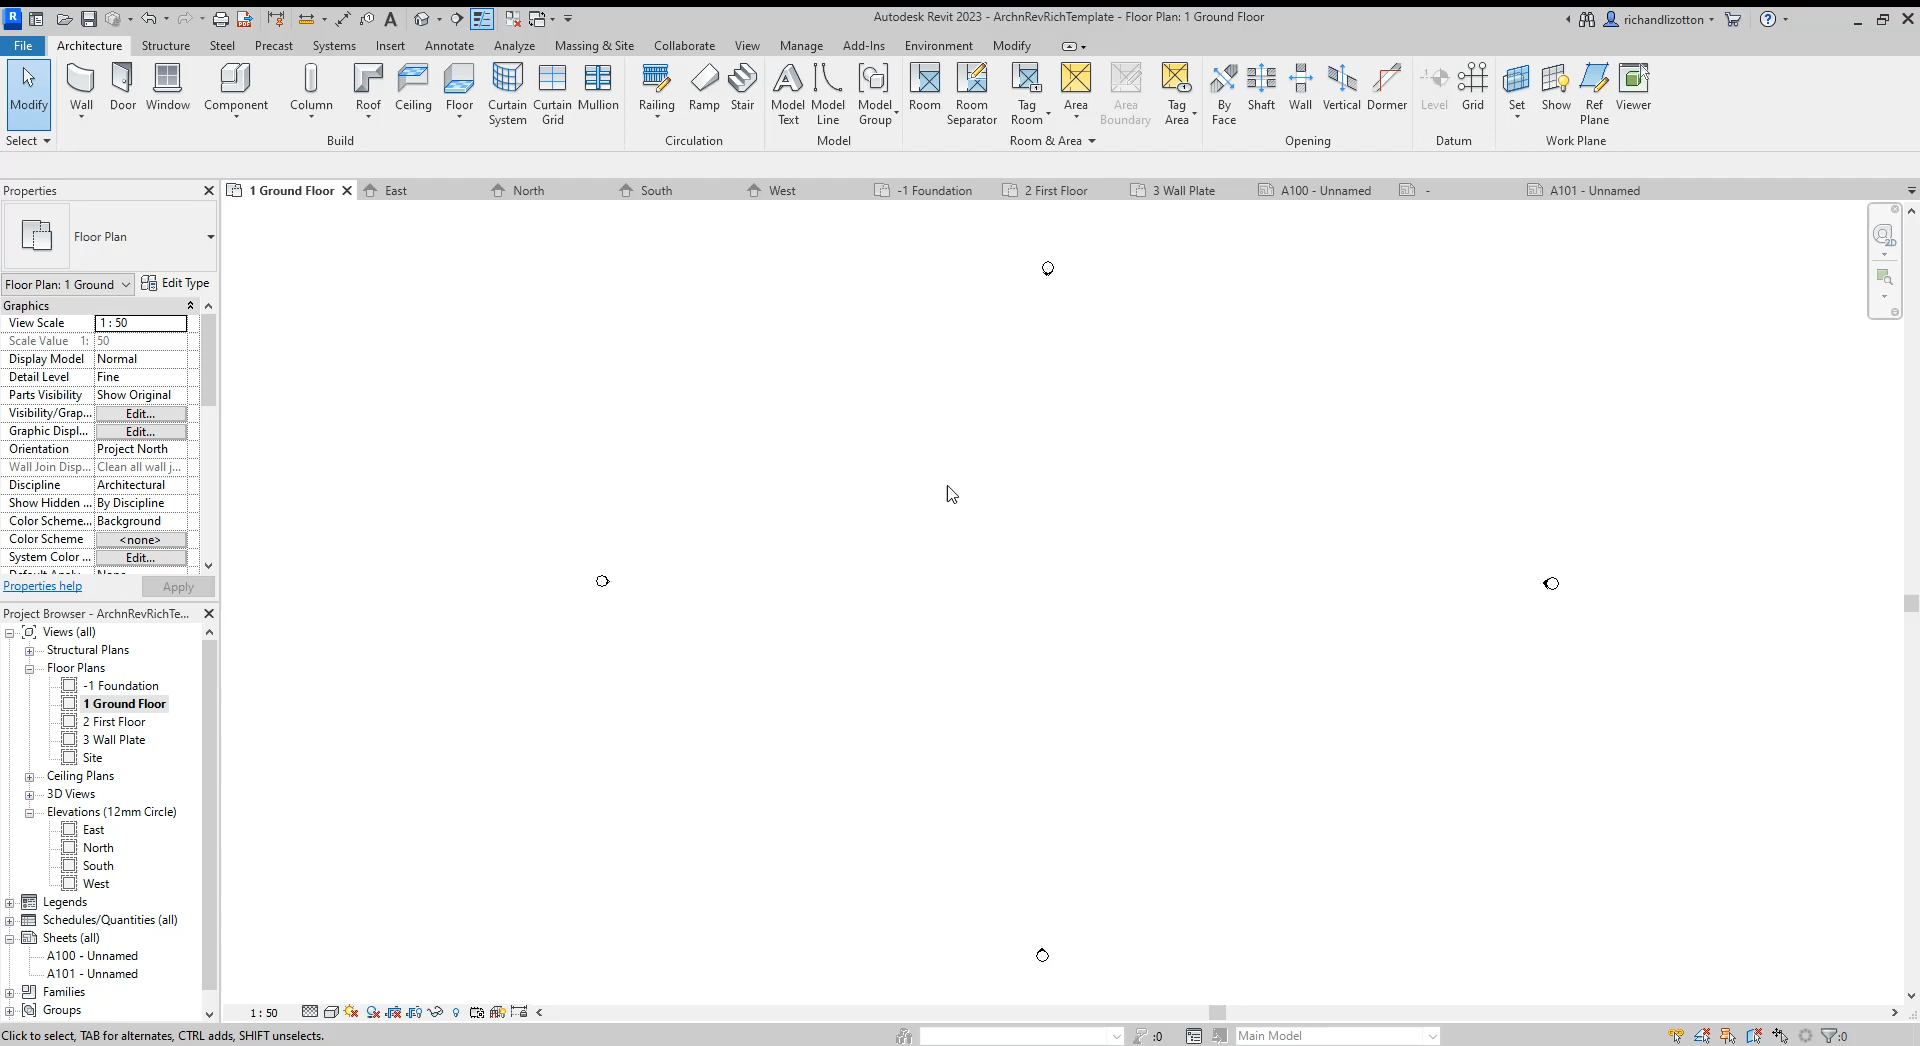 Autodesk Revit 2023 - ArchnRevRichTemplate - Floor Plan: 1 Ground Floor
richandlizotton
File Architecture Structure Steel Precast Systems Insert Annotate Analyze Massing & Site Collaborate View Manage Add-Ins Environment Modify
Modify Wall Door Window Component Column Roof Ceiling Floor Curtain System Curtain Grid Mullion Railing Ramp Stair Model Text Model Line Model Group Room Room Separator Tag Room Area Area Boundary Tag Area By Face Shaft Wall Vertical Dormer Level Grid Set Show Ref Plane Viewer
Select Build Circulation Model Room & Area Opening Datum Work Plane
Properties
1 Ground Floor East North South West -1 Foundation 2 First Floor 3 Wall Plate A100 - Unnamed - A101 - Unnamed
Floor Plan
2D
Floor Plan: 1 Ground Edit Type
Graphics
View Scale 1 : 50
Scale Value 1: 50
Display Model Normal
Detail Level Fine
Parts Visibility Show Original
Visibility/Grap... Edit...
Graphic Displ... Edit...
Orientation Project North
Wall Join Disp... Clean all wall j...
Discipline Architectural
Show Hidden ... By Discipline
Color Scheme... Background
Color Scheme <none>
System Color ... Edit...
Properties help Apply
Project Browser - ArchnRevRichTe...
Views (all)
Structural Plans
Floor Plans
-1 Foundation
1 Ground Floor
2 First Floor
3 Wall Plate
Site
Ceiling Plans
3D Views
Elevations (12mm Circle)
East
North
South
West
Legends
Schedules/Quantities (all)
Sheets (all)
A100 - Unnamed
A101 - Unnamed
Families
Groups
1 : 50
Click to select, TAB for alternates, CTRL adds, SHIFT unselects.
:0 Main Model :0